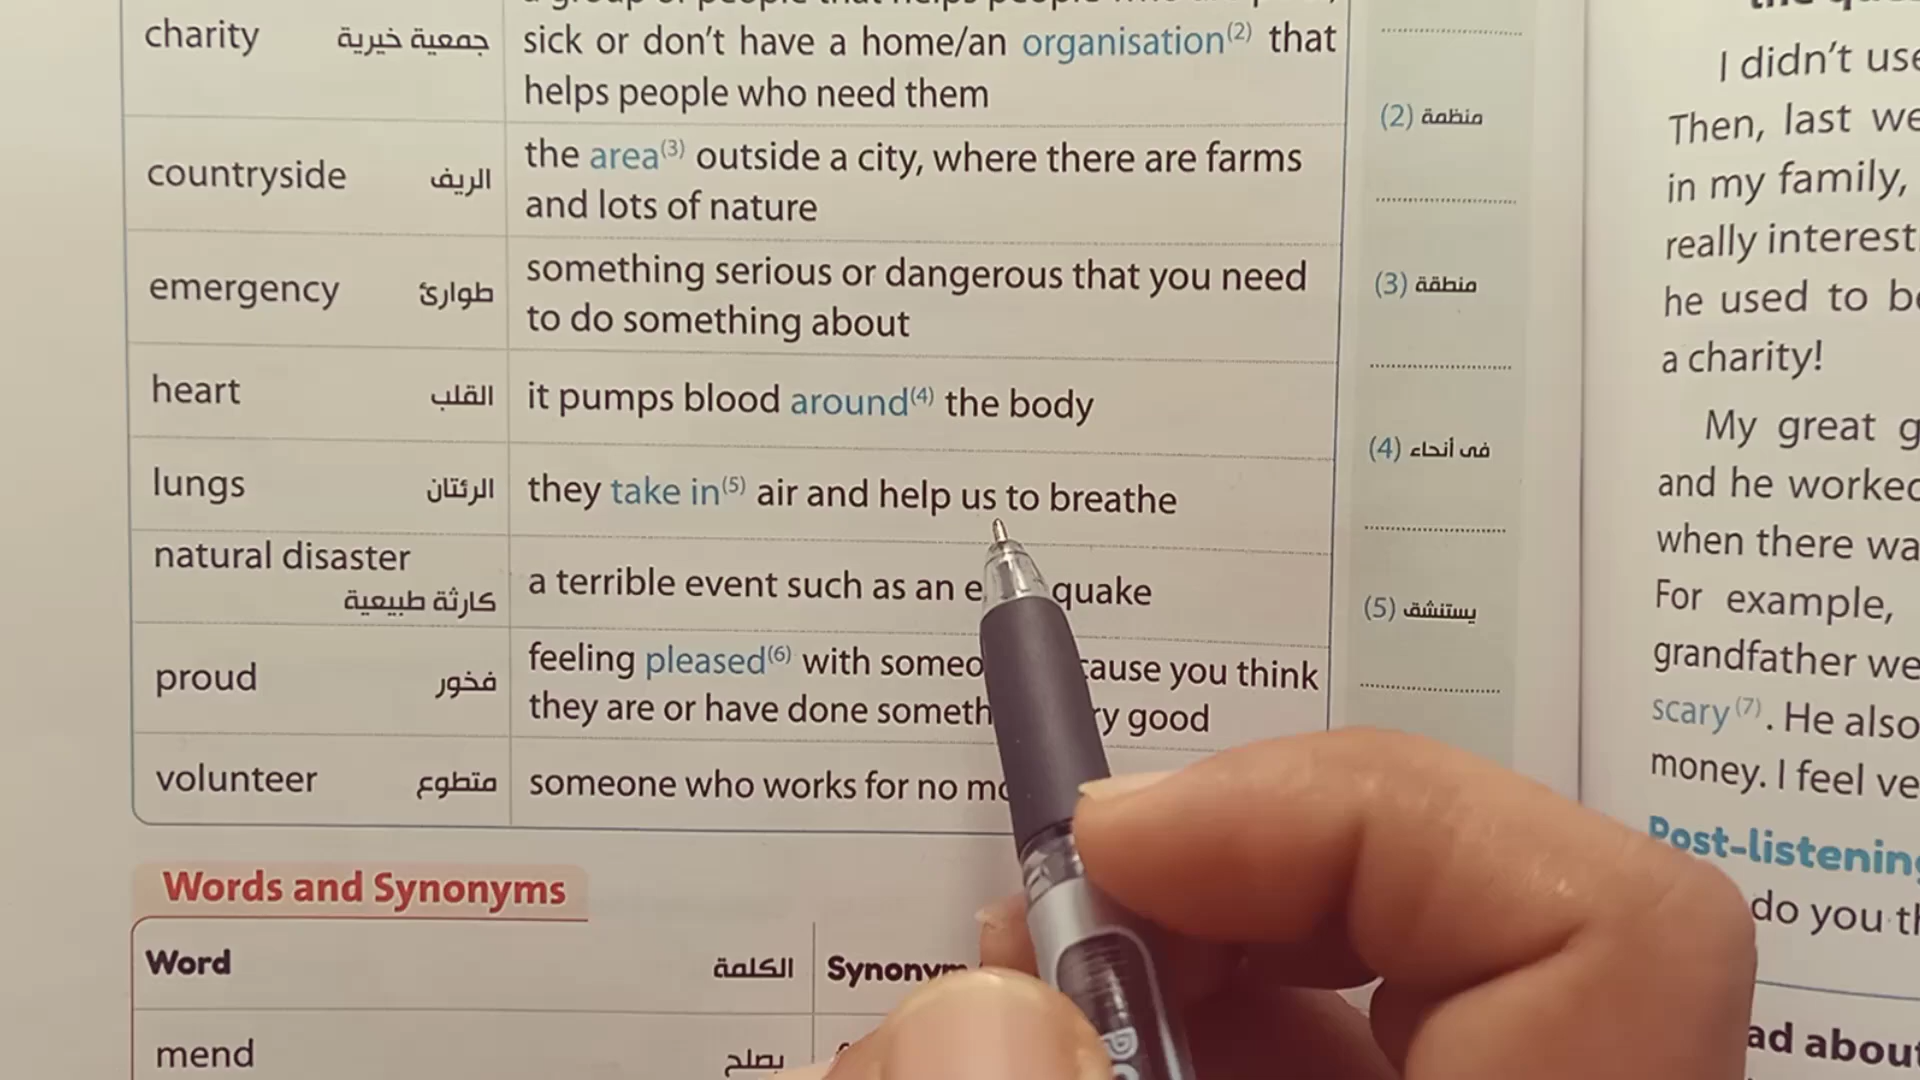 charity جمعية خيرية
sick or don't have a home/an organisation(2) that
helps people who need them
countryside الريف
the area(3) outside a city, where there are farms
and lots of nature
emergency طوارئ
something serious or dangerous that you need
to do something about
heart القلب
it pumps blood around(4) the body
lungs الرئتان
they take in(5) air and help us to breathe
natural disaster
كارثة طبيعية
a terrible event such as an e quake
proud فخور
feeling pleased(6) with someo cause you think
they are or have done someth ry good
volunteer متطوع
someone who works for no mo
(2) منظمة
(3) منطقة
(4) فى أنحاء
(5) يستنشق
Words and Synonyms
Word الكلمة Synonym
mend يصلح
I didn't use
Then, last we
in my family,
really interest
he used to be
a charity!
My great g
and he worked
when there wa
For example,
grandfather we
scary(7). He also
money. I feel ve
Post-listening
do you th
ad about